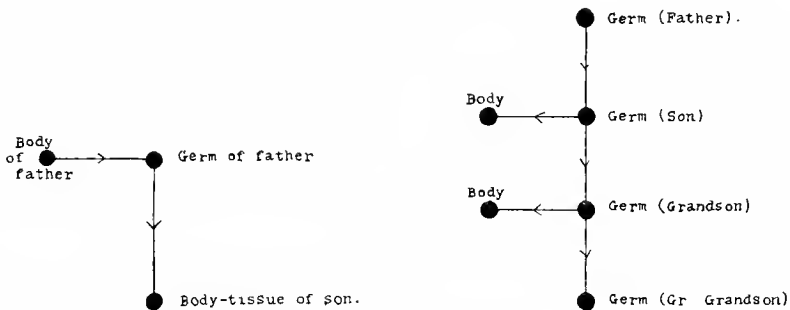 Body
of
father
Germ of father
Body-tissue of son.
Germ (Father).
Body
Germ (Son)
Body
Germ (Grandson)
Germ (Gr Grandson)